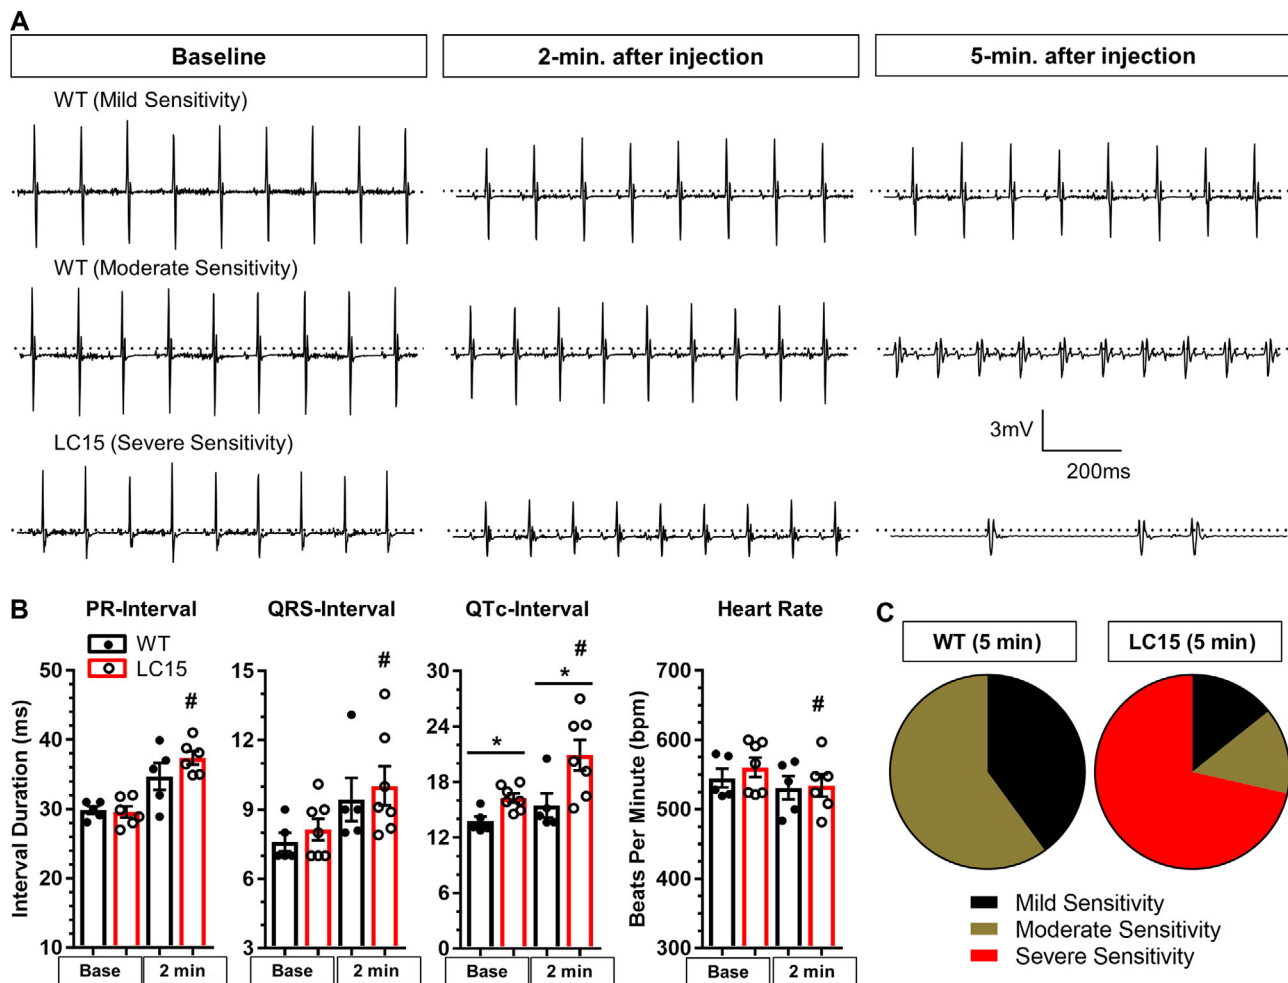 A
Baseline
2-min. after injection
5-min. after injection
WT (Mild Sensitivity)
WT (Moderate Sensitivity)
LC15 (Severe Sensitivity)
3mV
200ms
B
PR-Interval
QRS-Interval
QTc-Interval
Heart Rate
WT
LC15
Interval Duration (ms)
50
40
30
20
10
#
Base
2 min
15
12
9
6
3
#
Base
2 min
30
24
18
12
6
0
*
*
#
Base
2 min
Beats Per Minute (bpm)
700
600
500
400
300
#
Base
2 min
C
WT (5 min)
LC15 (5 min)
Mild Sensitivity
Moderate Sensitivity
Severe Sensitivity